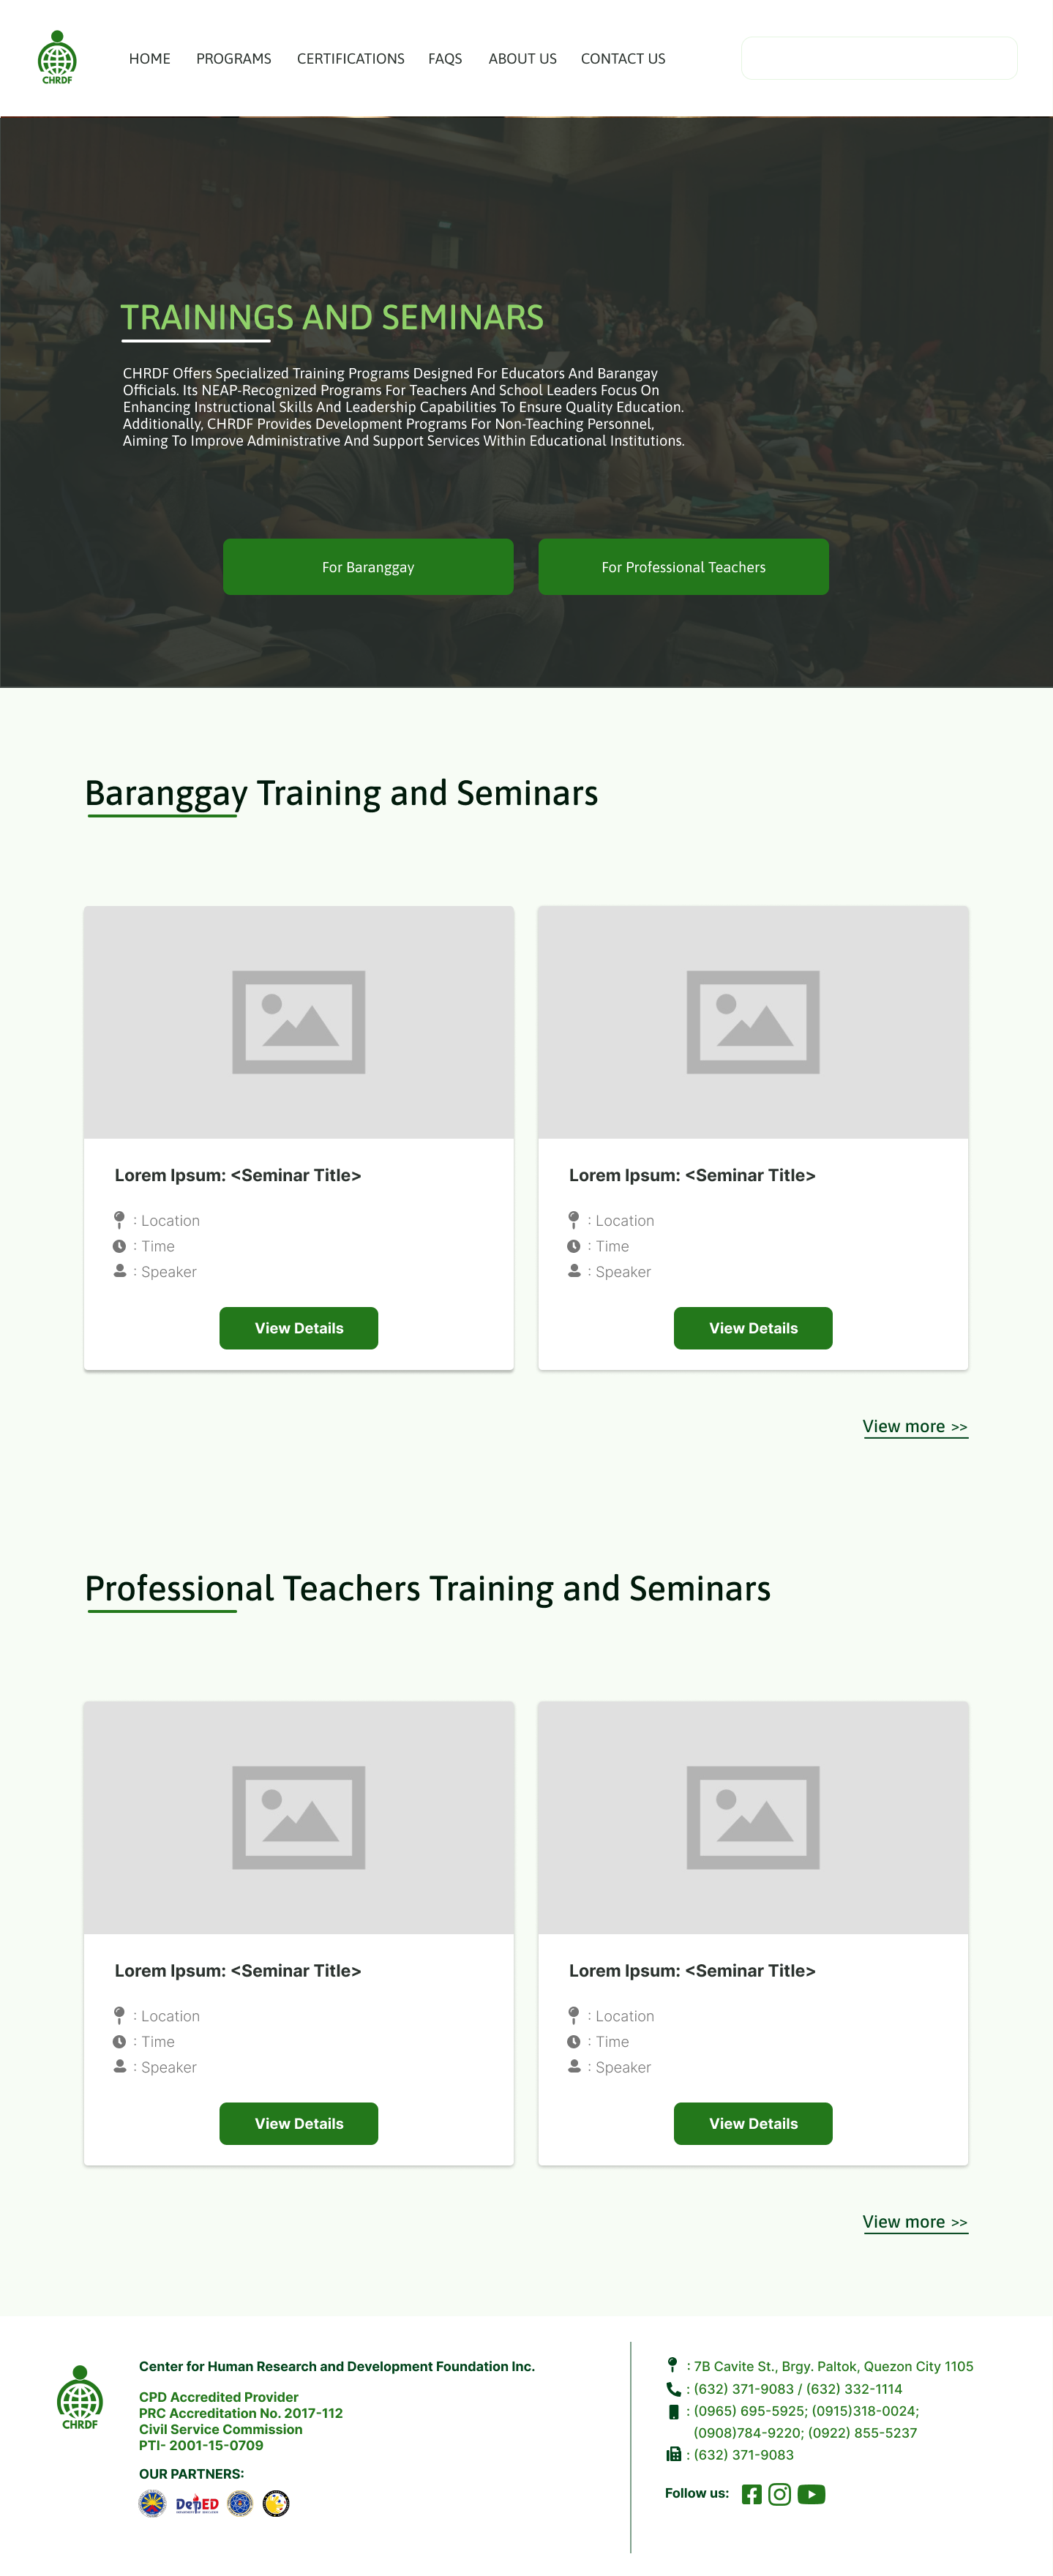 CHRDF
HOME PROGRAMS CERTIFICATIONS FAQS ABOUT US CONTACT US
TRAININGS AND SEMINARS
CHRDF Offers Specialized Training Programs Designed For Educators And Barangay
Officials. Its NEAP-Recognized Programs For Teachers And School Leaders Focus On
Enhancing Instructional Skills And Leadership Capabilities To Ensure Quality Education.
Additionally, CHRDF Provides Development Programs For Non-Teaching Personnel,
Aiming To Improve Administrative And Support Services Within Educational Institutions.
For Baranggay
For Professional Teachers
Baranggay Training and Seminars
Lorem Ipsum: <Seminar Title>
: Location
: Time
: Speaker
View Details
Lorem Ipsum: <Seminar Title>
: Location
: Time
: Speaker
View Details
View more >>
Professional Teachers Training and Seminars
Lorem Ipsum: <Seminar Title>
: Location
: Time
: Speaker
View Details
Lorem Ipsum: <Seminar Title>
: Location
: Time
: Speaker
View Details
View more >>
CHRDF
Center for Human Research and Development Foundation Inc.
CPD Accredited Provider
PRC Accreditation No. 2017-112
Civil Service Commission
PTI- 2001-15-0709
OUR PARTNERS:
DepED
: 7B Cavite St., Brgy. Paltok, Quezon City 1105
: (632) 371-9083 / (632) 332-1114
: (0965) 695-5925; (0915)318-0024;
(0908)784-9220; (0922) 855-5237
: (632) 371-9083
Follow us: